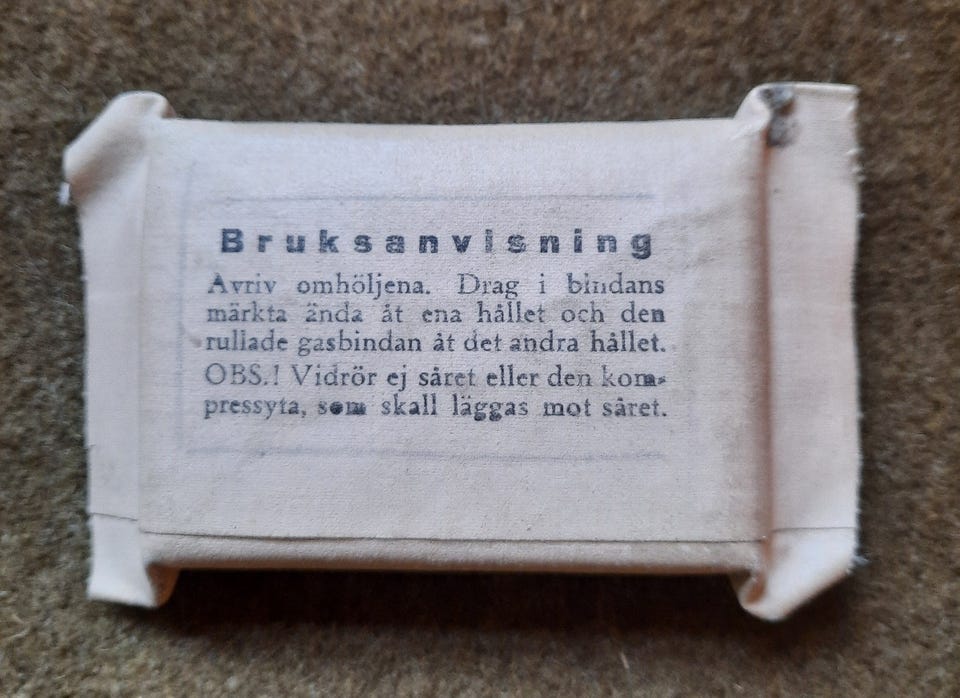 Bruksanvisning
Avriv omhöljena. Drag i bindans
märkta ända åt ena hållet och den
rullade gasbindan åt det andra hållet.
OBS.! Vidrör ej såret eller den kom-
pressyta, som skall läggas mot såret.